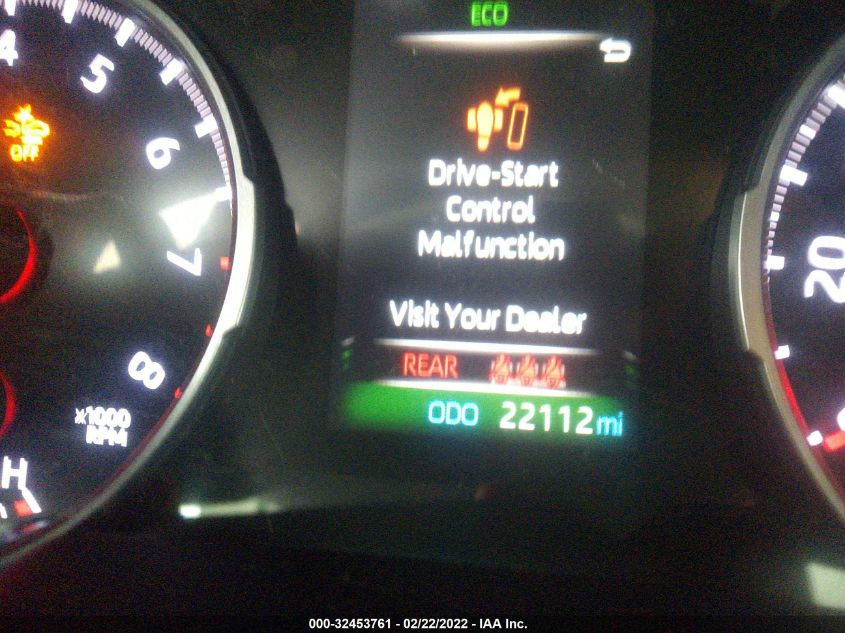 ECO
4
5
6
7
8
x1000
RPM
H
OFF
Drive-Start
Control
Malfunction
Visit Your Dealer
REAR
ODO 22112 mi
20
0
000-32453761 - 02/22/2022 - IAA Inc.